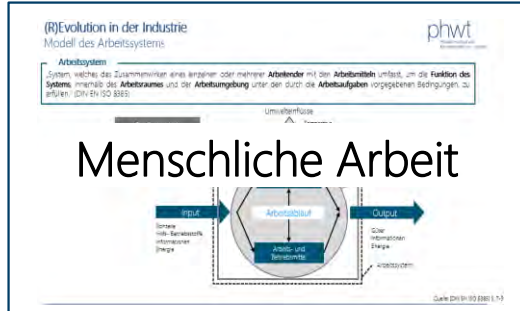 (R)Evolution in der Industrie
Modell des Arbeitssystems
phwt
Arbeitssystem
„System, welches das Zusammenwirken eines einzelnen oder mehrerer Arbeitender mit den Arbeitsmitteln umfasst, um die Funktion des
Systems, innerhalb des Arbeitsraumes und der Arbeitsumgebung unter den durch die Arbeitsaufgaben vorgegebenen Bedingungen, zu
erfüllen." (DIN EN ISO 6385)
Umwelteinflüsse
Menschliche Arbeit
Input
Arbeitsablauf
Output
Rohteile
Hilfs- Betriebsstoffe
Informationen
Energie
Arbeits- und
Betriebsmittel
Güter
Informationen
Energie
Arbeitssystem